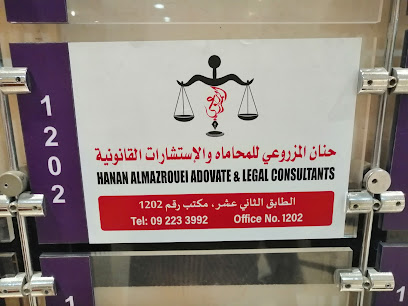 1202
حنان المزروعي للمحاماه والإستشارات القانونية
HANAN ALMAZROUEI ADOVATE & LEGAL CONSULTANTS
الطابق الثاني عشر، مكتب رقم 1202
Tel: 09 223 3992 Office No. 1202
120